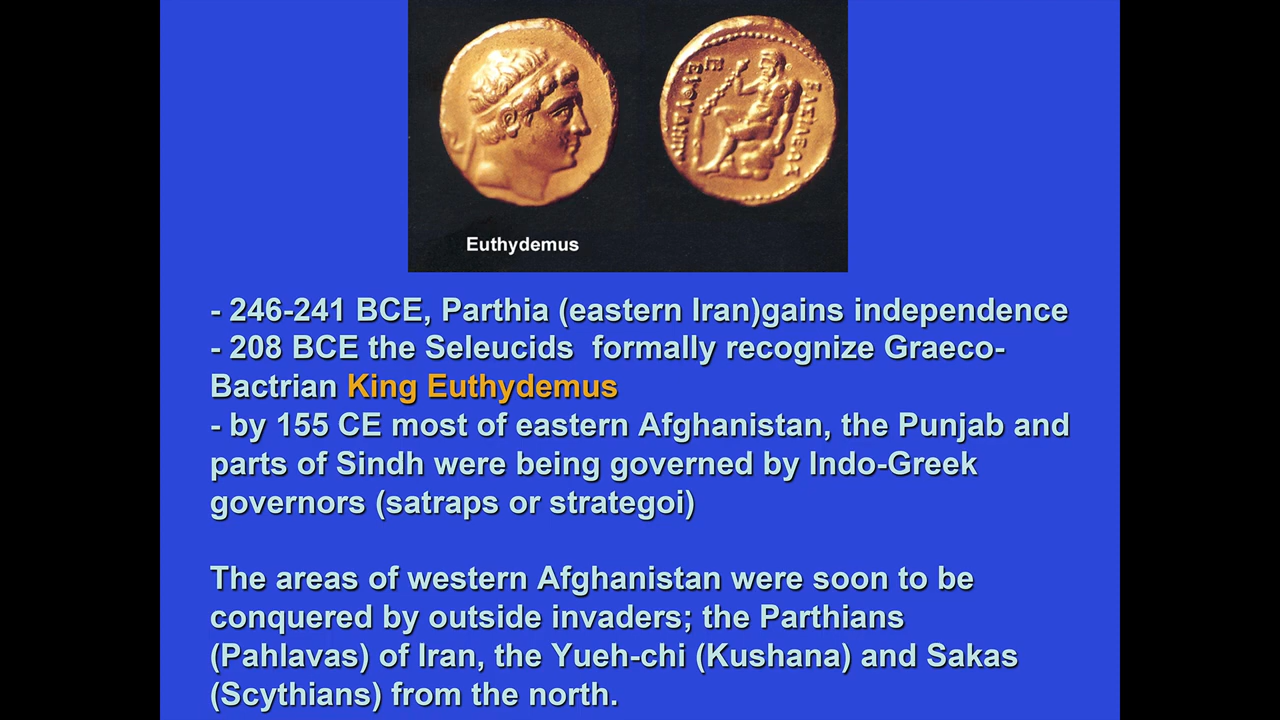 ΒΑΣΙΛΕΩΣ
Euthydemus
- 246-241 BCE, Parthia (eastern Iran)gains independence
- 208 BCE the Seleucids  formally recognize Graeco-
Bactrian King Euthydemus
- by 155 CE most of eastern Afghanistan, the Punjab and
parts of Sindh were being governed by Indo-Greek
governors (satraps or strategoi)
The areas of western Afghanistan were soon to be
conquered by outside invaders; the Parthians
(Pahlavas) of Iran, the Yueh-chi (Kushana) and Sakas
(Scythians) from the north.